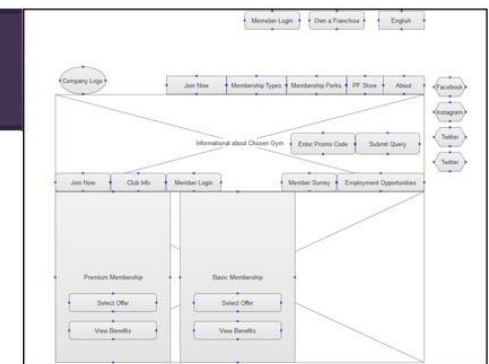 Memeber Login
Own a Franchise
English
Company Logo
Join Now
Membership Types
Membership Perks
PF Store
About
Facebook
Instagram
Twitter
Twitter
Informational about Chosen Gym
Enter Promo Code
Submit Query
Join Now
Club Info
Member Login
Member Survey
Employment Opportunities
Premium Membership
Basic Membership
Select Offer
Select Offer
View Benefits
View Benefits